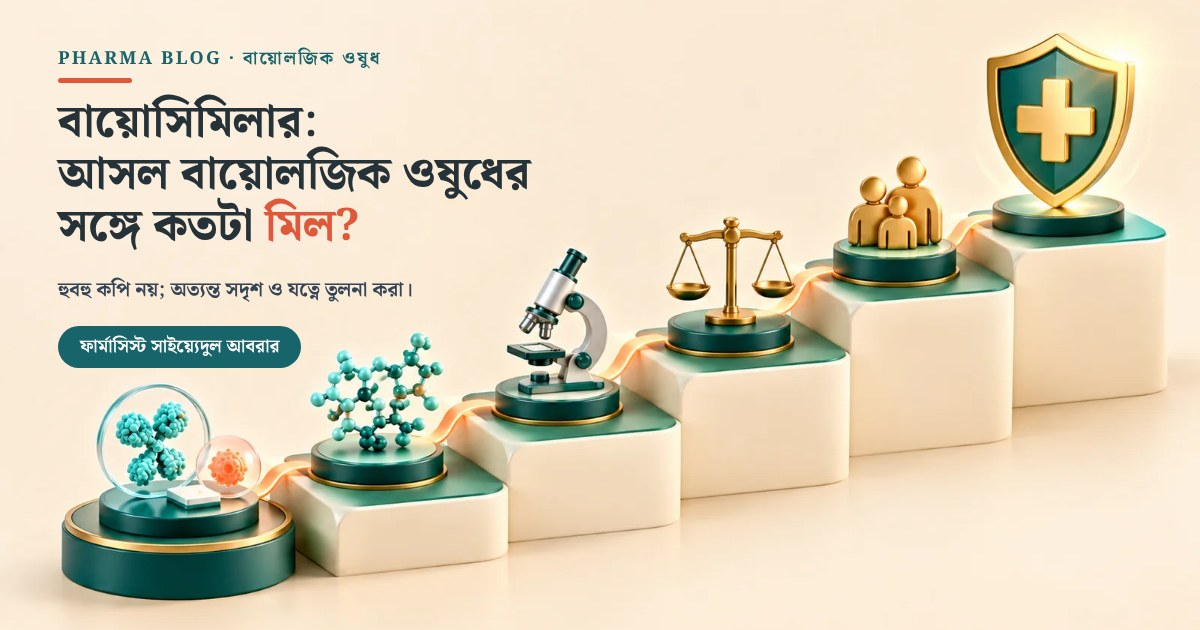 PHARMA BLOG · বায়োলজিক ওষুধ
বায়োসিমিলার:
আসল বায়োলজিক ওষুধের
সঙ্গে কতটা মিল?
হুবহু কপি নয়; অত্যন্ত সদৃশ ও যত্নে তুলনা করা।
ফার্মাসিস্ট সাইয়্যেদুল আবরার